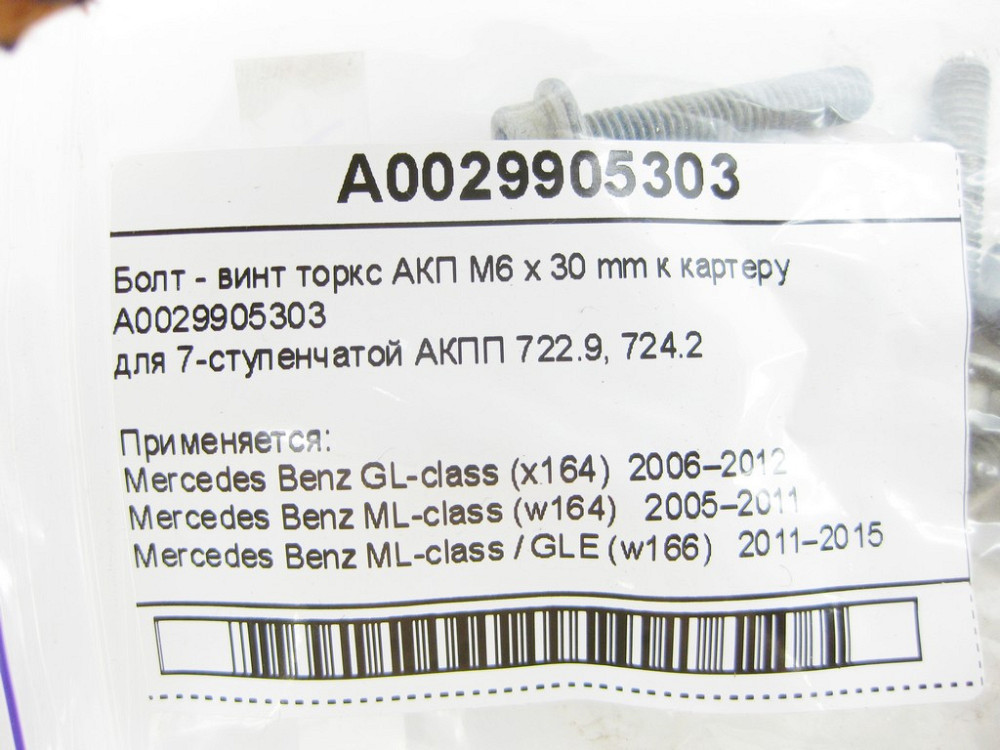 A0029905303
Болт - винт торкс АКП М6 х 30 mm к картеру
A0029905303
для 7-ступенчатой АКПП 722.9, 724.2
Применяется:
Mercedes Benz GL-class (x164) 2006–2012
Mercedes Benz ML-class (w164) 2005–2011
Mercedes Benz ML-class / GLE (w166) 2011–2015